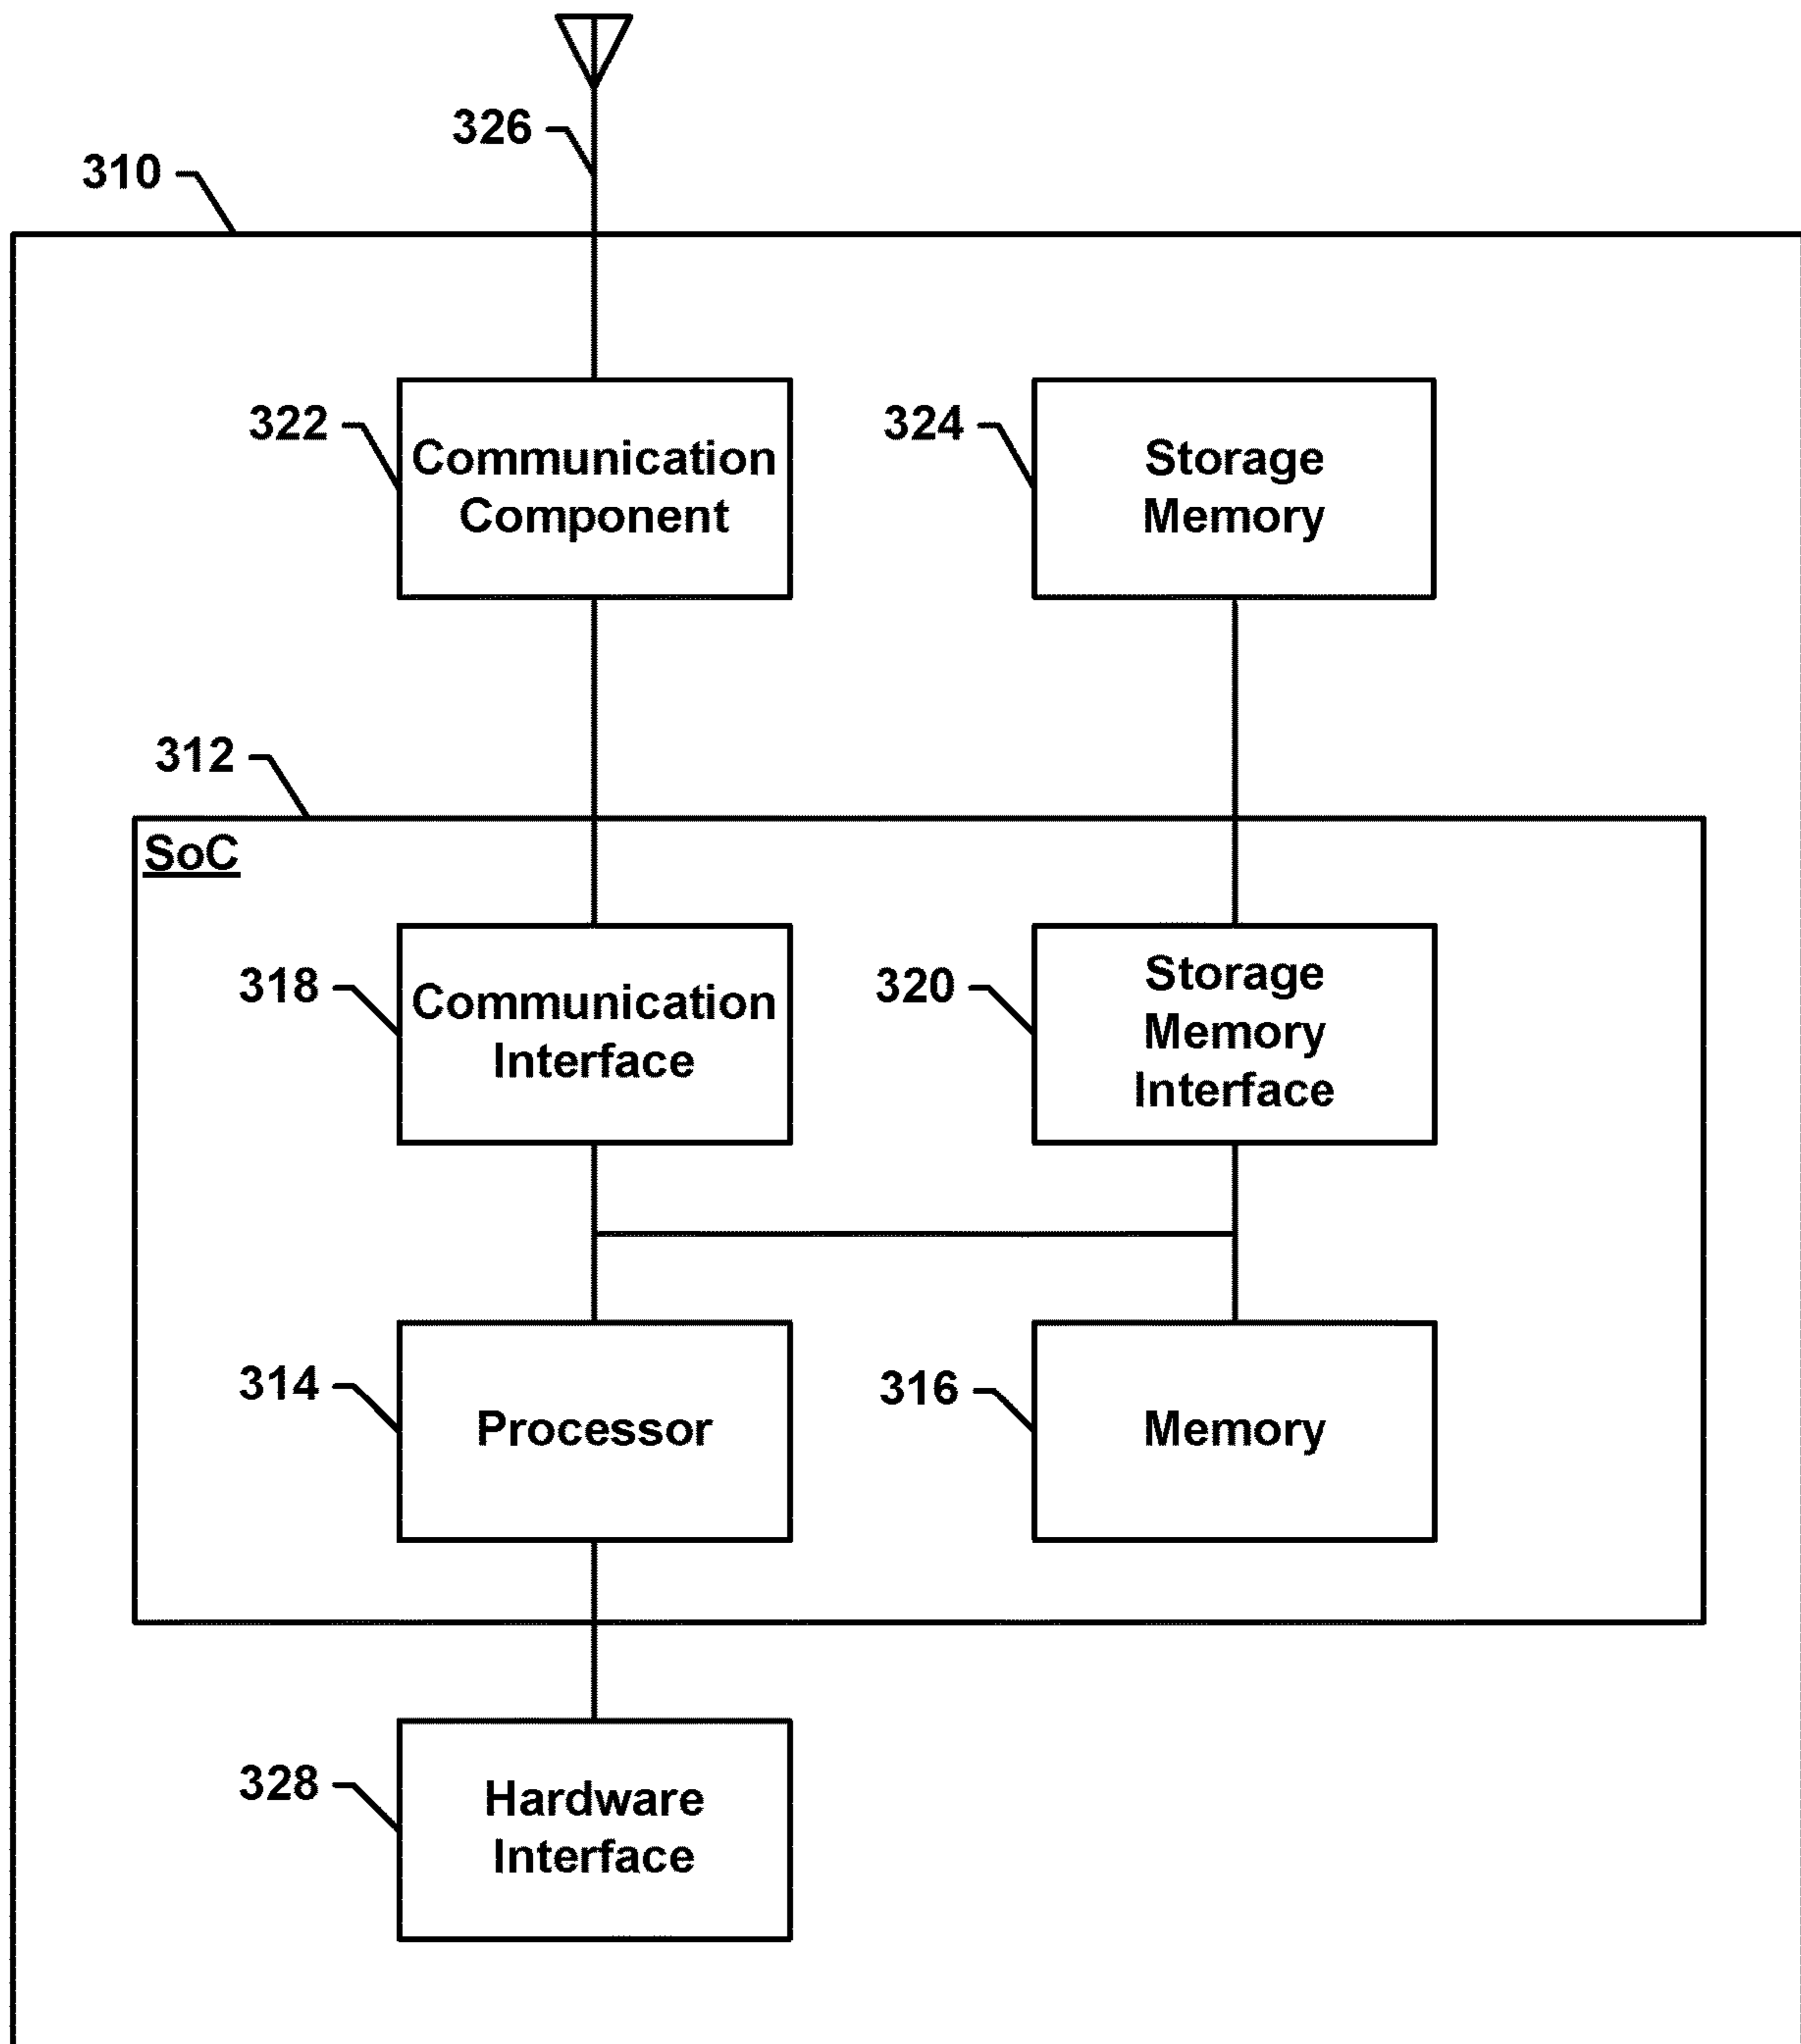 326
310
322
Communication
Component
324
Storage
Memory
312
SoC
318
Communication
Interface
320
Storage
Memory
Interface
314
Processor
316
Memory
328
Hardware
Interface